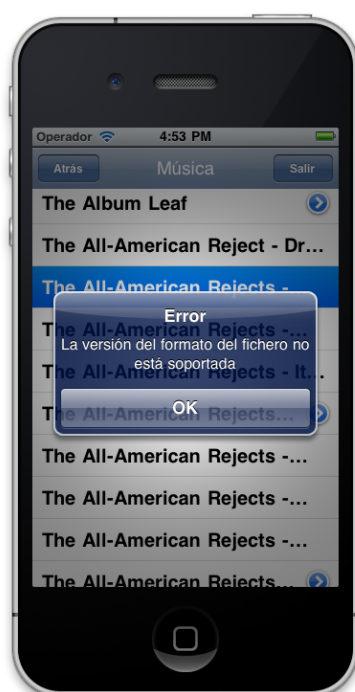 Operador 4:53 PM
Atrás Música Salir
The Album Leaf
The All-American Reject - Dr...
The All-American Rejects -
Error
La versión del formato del fichero no
está soportada
OK
The All-American Rejects -...
The All-American Rejects -...
The All-American Rejects -...
The All-American Rejects...